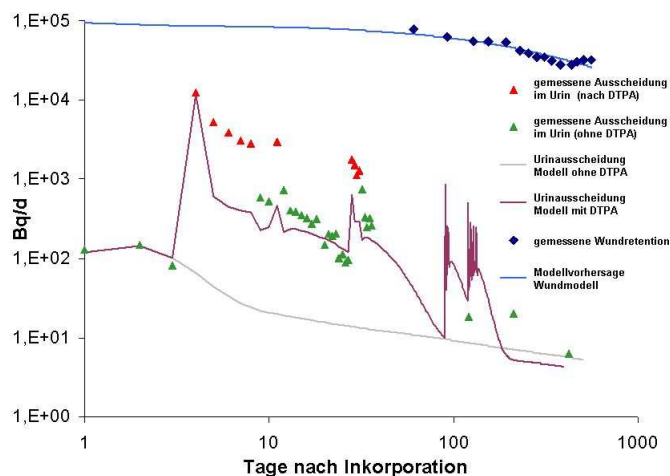 1,E+05
1,E+04
1,E+03
1,E+02
1,E+01
1,E+00
Bq/d
1
10
100
1000
Tage nach Inkorporation
gemessene Ausscheidung
im Urin (nach DTPA)
gemessene Ausscheidung
im Urin (ohne DTPA)
Urinausscheidung
Modell ohne DTPA
Urinausscheidung
Modell mit DTPA
gemessene Wundretention
Modellvorhersage
Wundmodell